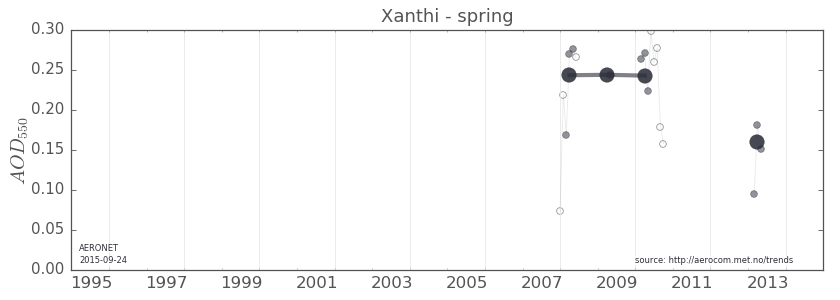 Xanthi - spring
0.30
0.25
0.20
0.15
0.10
0.05
0.00
AOD550
AERONET
2015-09-24
source: http://aerocom.met.no/trends
1995 1997 1999 2001 2003 2005 2007 2009 2011 2013